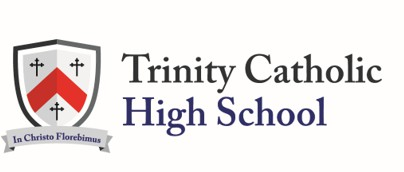 Trinity Catholic
High School
In Christo Florebimus